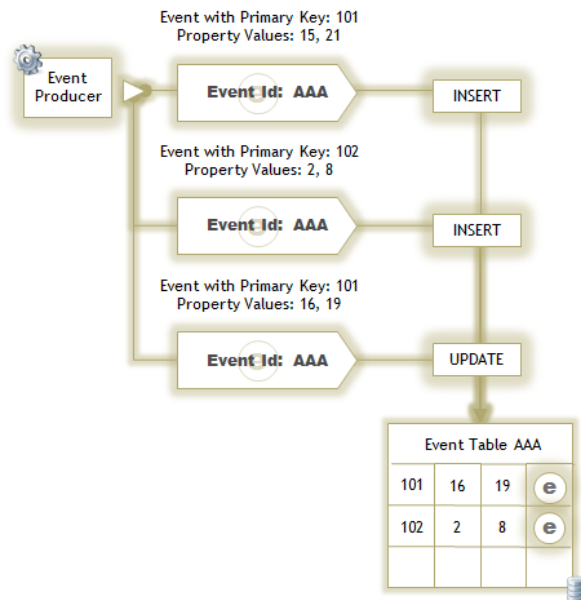 Event with Primary Key: 101
Property Values: 15, 21
Event
Producer
Event Id: AAA
INSERT
Event with Primary Key: 102
Property Values: 2, 8
Event Id: AAA
INSERT
Event with Primary Key: 101
Property Values: 16, 19
Event Id: AAA
UPDATE
Event Table AAA
101 16 19 e
102 2 8 e